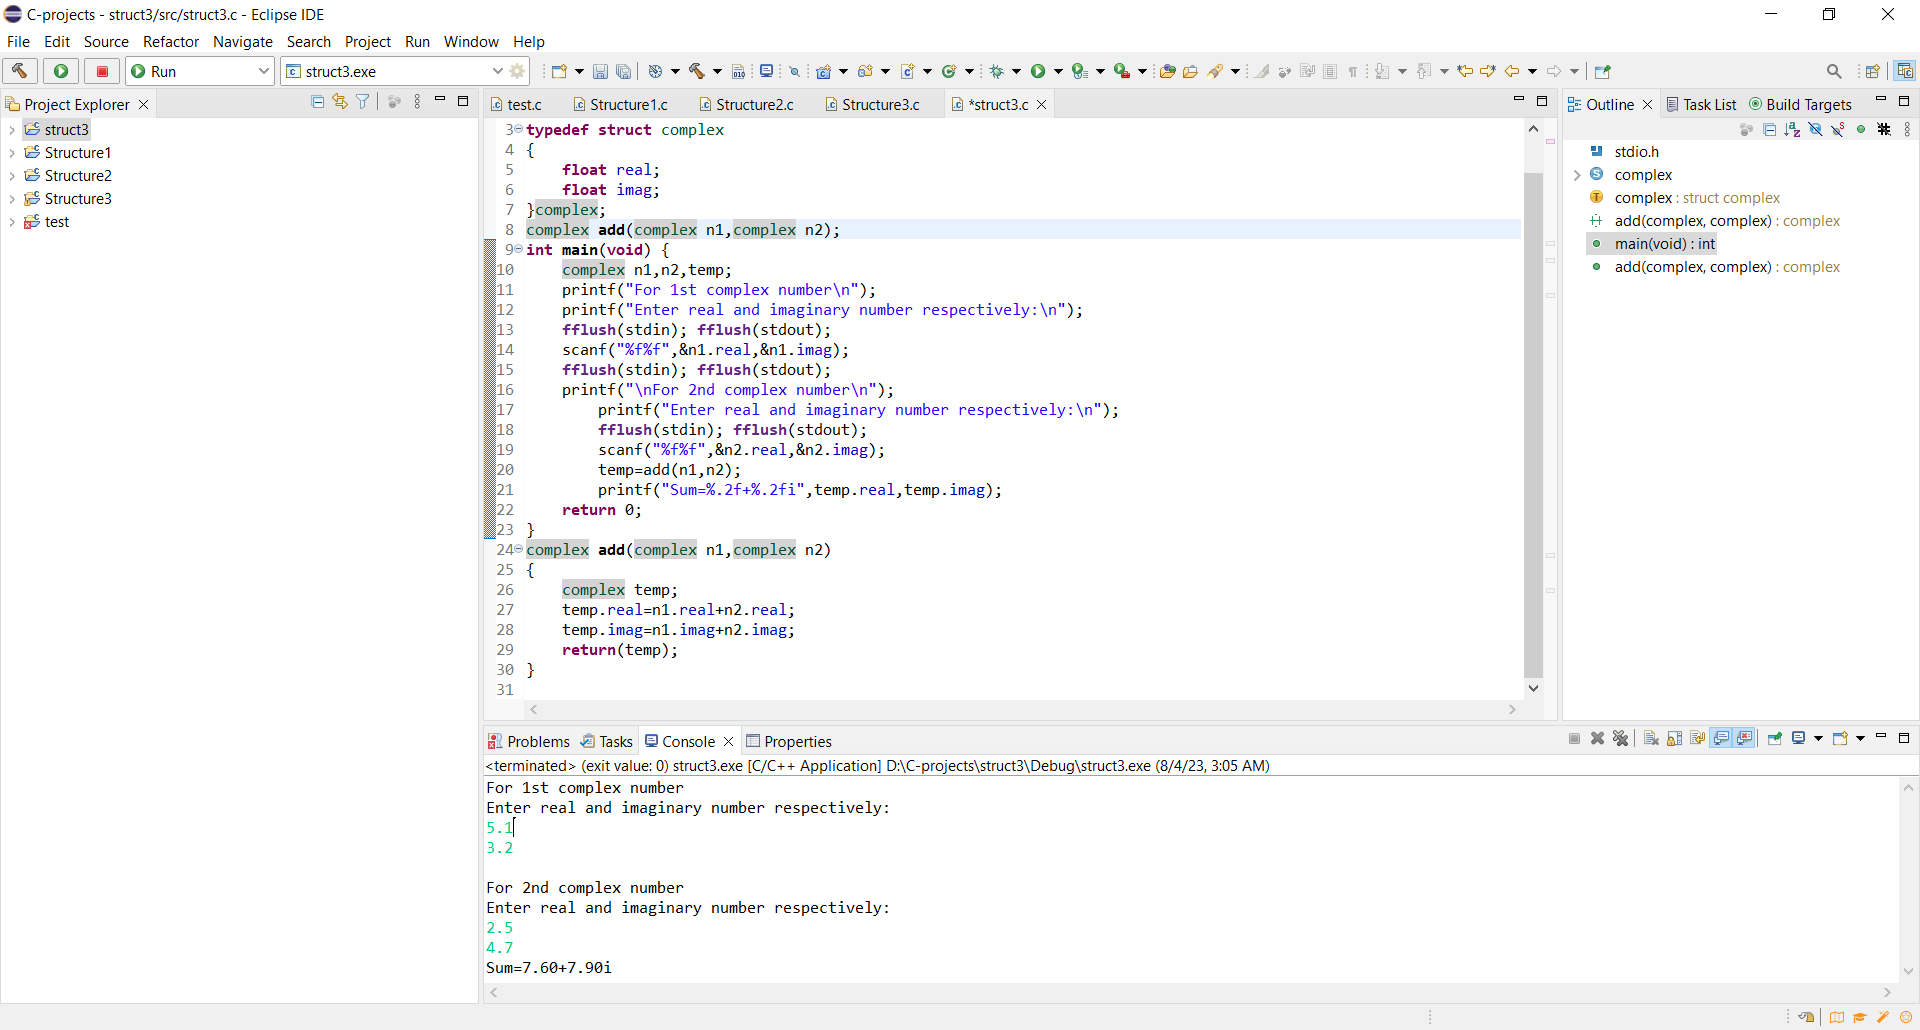 C-projects - struct3/src/struct3.c - Eclipse IDE
File Edit Source Refactor Navigate Search Project Run Window Help
Run struct3.exe
Project Explorer
struct3
Structure1
Structure2
Structure3
test
test.c Structure1.c Structure2.c Structure3.c *struct3.c
3 typedef struct complex
4 {
5 float real;
6 float imag;
7 }complex;
8 complex add(complex n1,complex n2);
9 int main(void) {
10 complex n1,n2,temp;
11 printf("For 1st complex number\n");
12 printf("Enter real and imaginary number respectively:\n");
13 fflush(stdin); fflush(stdout);
14 scanf("%f%f",&n1.real,&n1.imag);
15 fflush(stdin); fflush(stdout);
16 printf("\nFor 2nd complex number\n");
17 printf("Enter real and imaginary number respectively:\n");
18 fflush(stdin); fflush(stdout);
19 scanf("%f%f",&n2.real,&n2.imag);
20 temp=add(n1,n2);
21 printf("Sum=%.2f+%.2fi",temp.real,temp.imag);
22 return 0;
23 }
24 complex add(complex n1,complex n2)
25 {
26 complex temp;
27 temp.real=n1.real+n2.real;
28 temp.imag=n1.imag+n2.imag;
29 return(temp);
30 }
31
Outline Task List Build Targets
stdio.h
complex
complex : struct complex
add(complex, complex) : complex
main(void) : int
add(complex, complex) : complex
Problems Tasks Console Properties
<terminated> (exit value: 0) struct3.exe [C/C++ Application] D:\C-projects\struct3\Debug\struct3.exe (8/4/23, 3:05 AM)
For 1st complex number
Enter real and imaginary number respectively:
5.1
3.2
For 2nd complex number
Enter real and imaginary number respectively:
2.5
4.7
Sum=7.60+7.90i